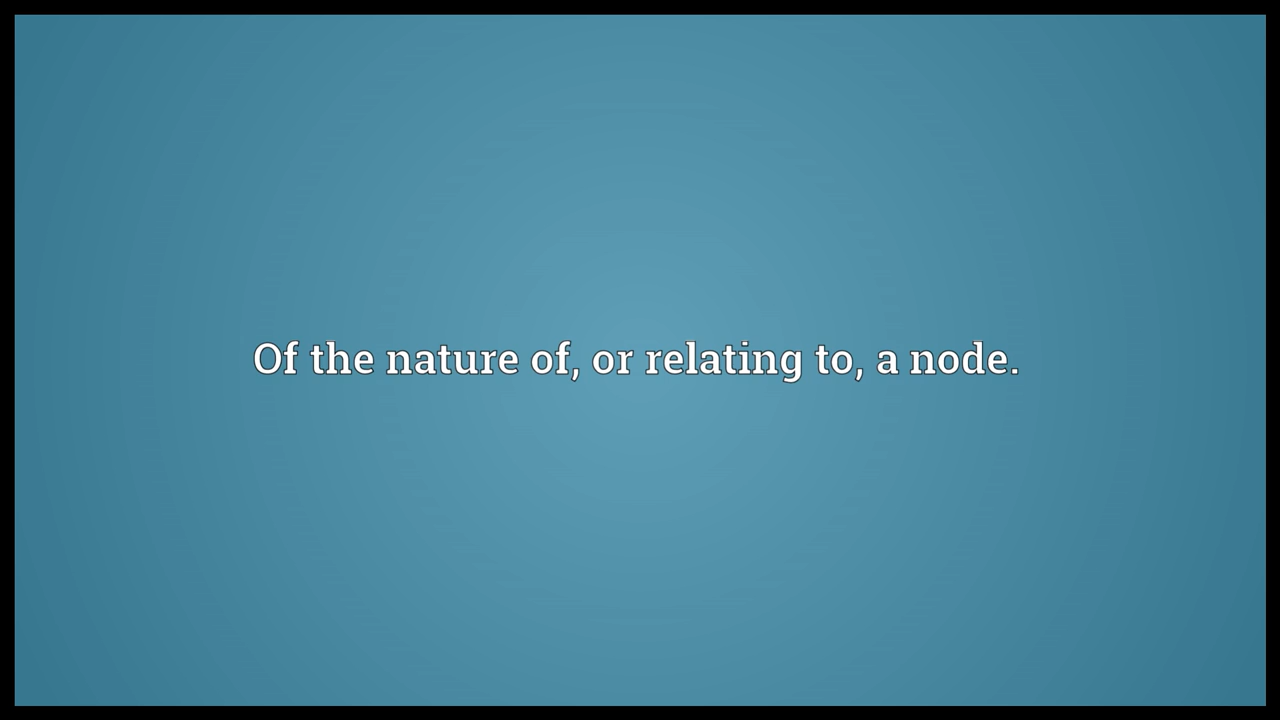 Of the nature of, or relating to, a node.